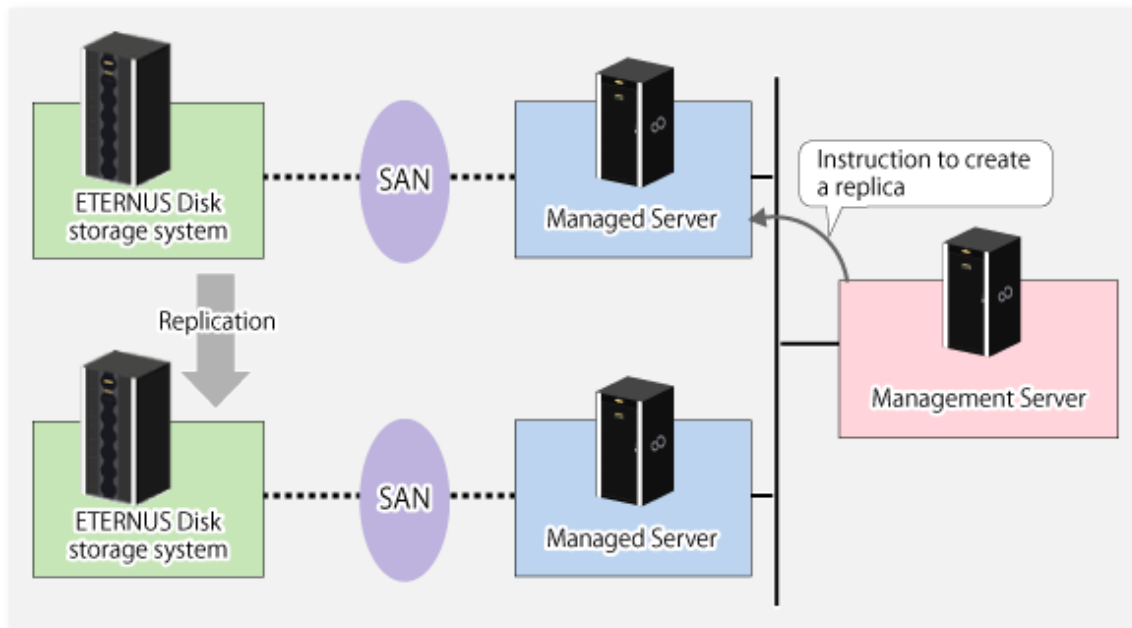 ETERNUS Disk
storage system
SAN
Managed Server
Instruction to create
a replica
Replication
Management Server
ETERNUS Disk
storage system
SAN
Managed Server